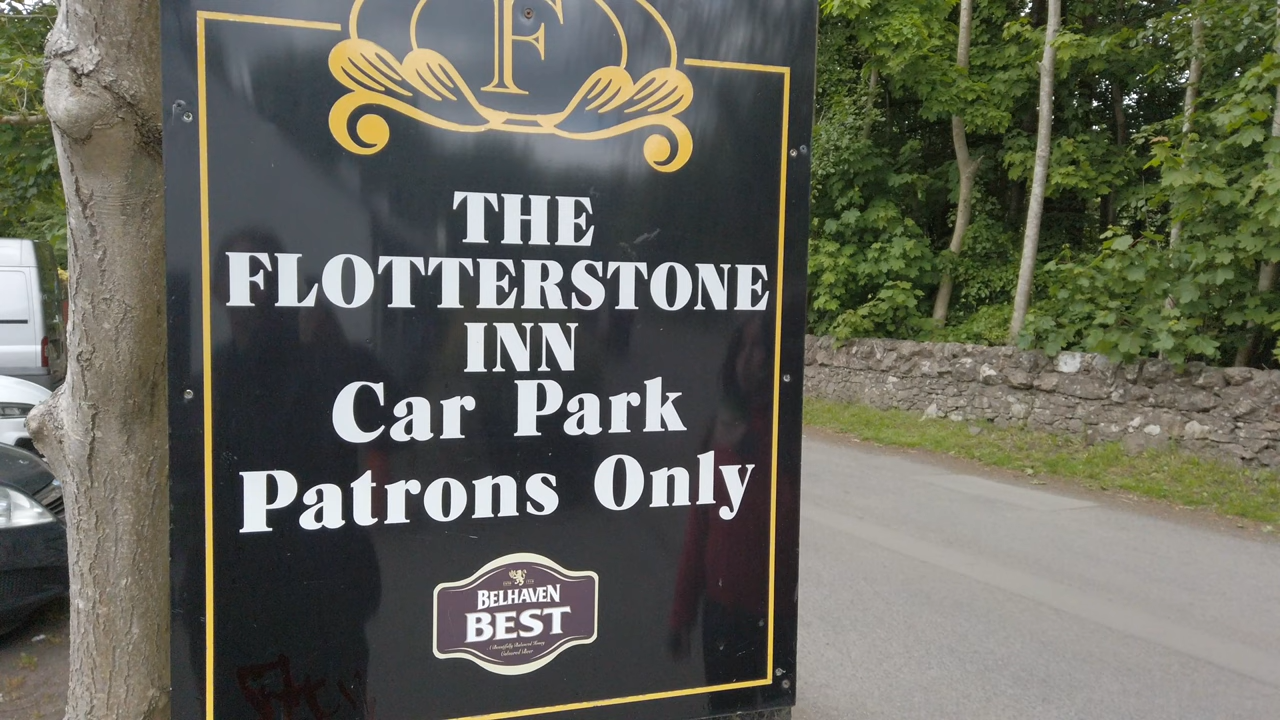 F
THE
FLOTTERSTONE
INN
Car Park
Patrons Only
BELHAVEN
BEST